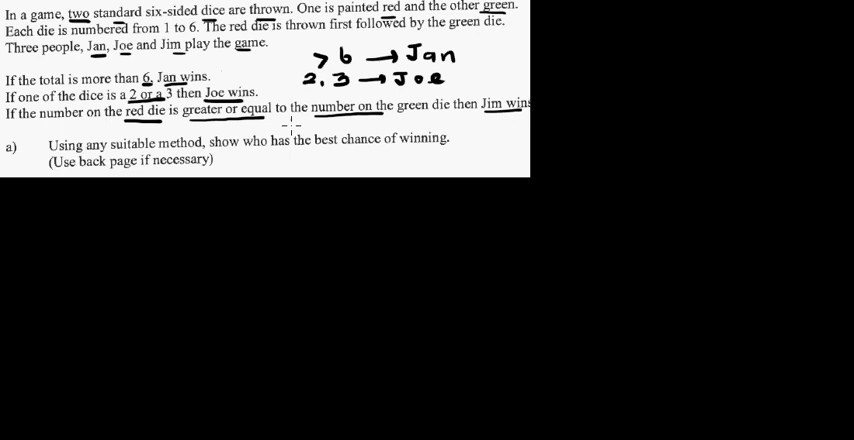 In a game, two standard six-sided dice are thrown. One is painted red and the other green.
Each die is numbered from 1 to 6. The red die is thrown first followed by the green die.
Three people, Jan, Joe and Jim play the game.
> 6 → Jan
If the total is more than 6, Jan wins.
2, 3 → Joe
If one of the dice is a 2 or a 3 then Joe wins.
If the number on the red die is greater or equal to the number on the green die then Jim wins
a) Using any suitable method, show who has the best chance of winning.
(Use back page if necessary)